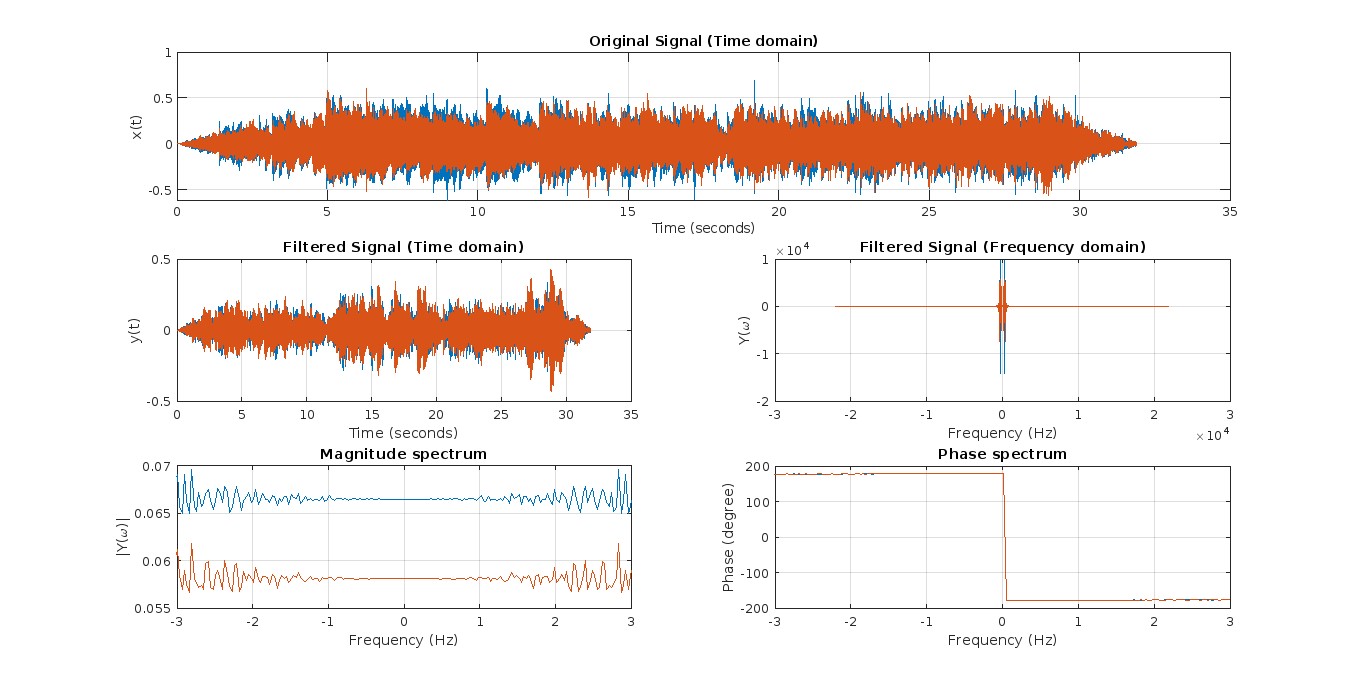 Original Signal (Time domain)
1
0.5
0
-0.5
x(t)
0 5 10 15 20 25 30 35
Time (seconds)
Filtered Signal (Time domain)
0.5
0
-0.5
y(t)
0 5 10 15 20 25 30 35
Time (seconds)
×10⁴
Filtered Signal (Frequency domain)
1
0
-1
-2
Y(ω)
-3 -2 -1 0 1 2 3
Frequency (Hz)
×10⁴
Magnitude spectrum
0.07
0.065
0.06
0.055
|Y(ω)|
-3 -2 -1 0 1 2 3
Frequency (Hz)
Phase spectrum
200
100
0
-100
-200
Phase (degree)
-3 -2 -1 0 1 2 3
Frequency (Hz)